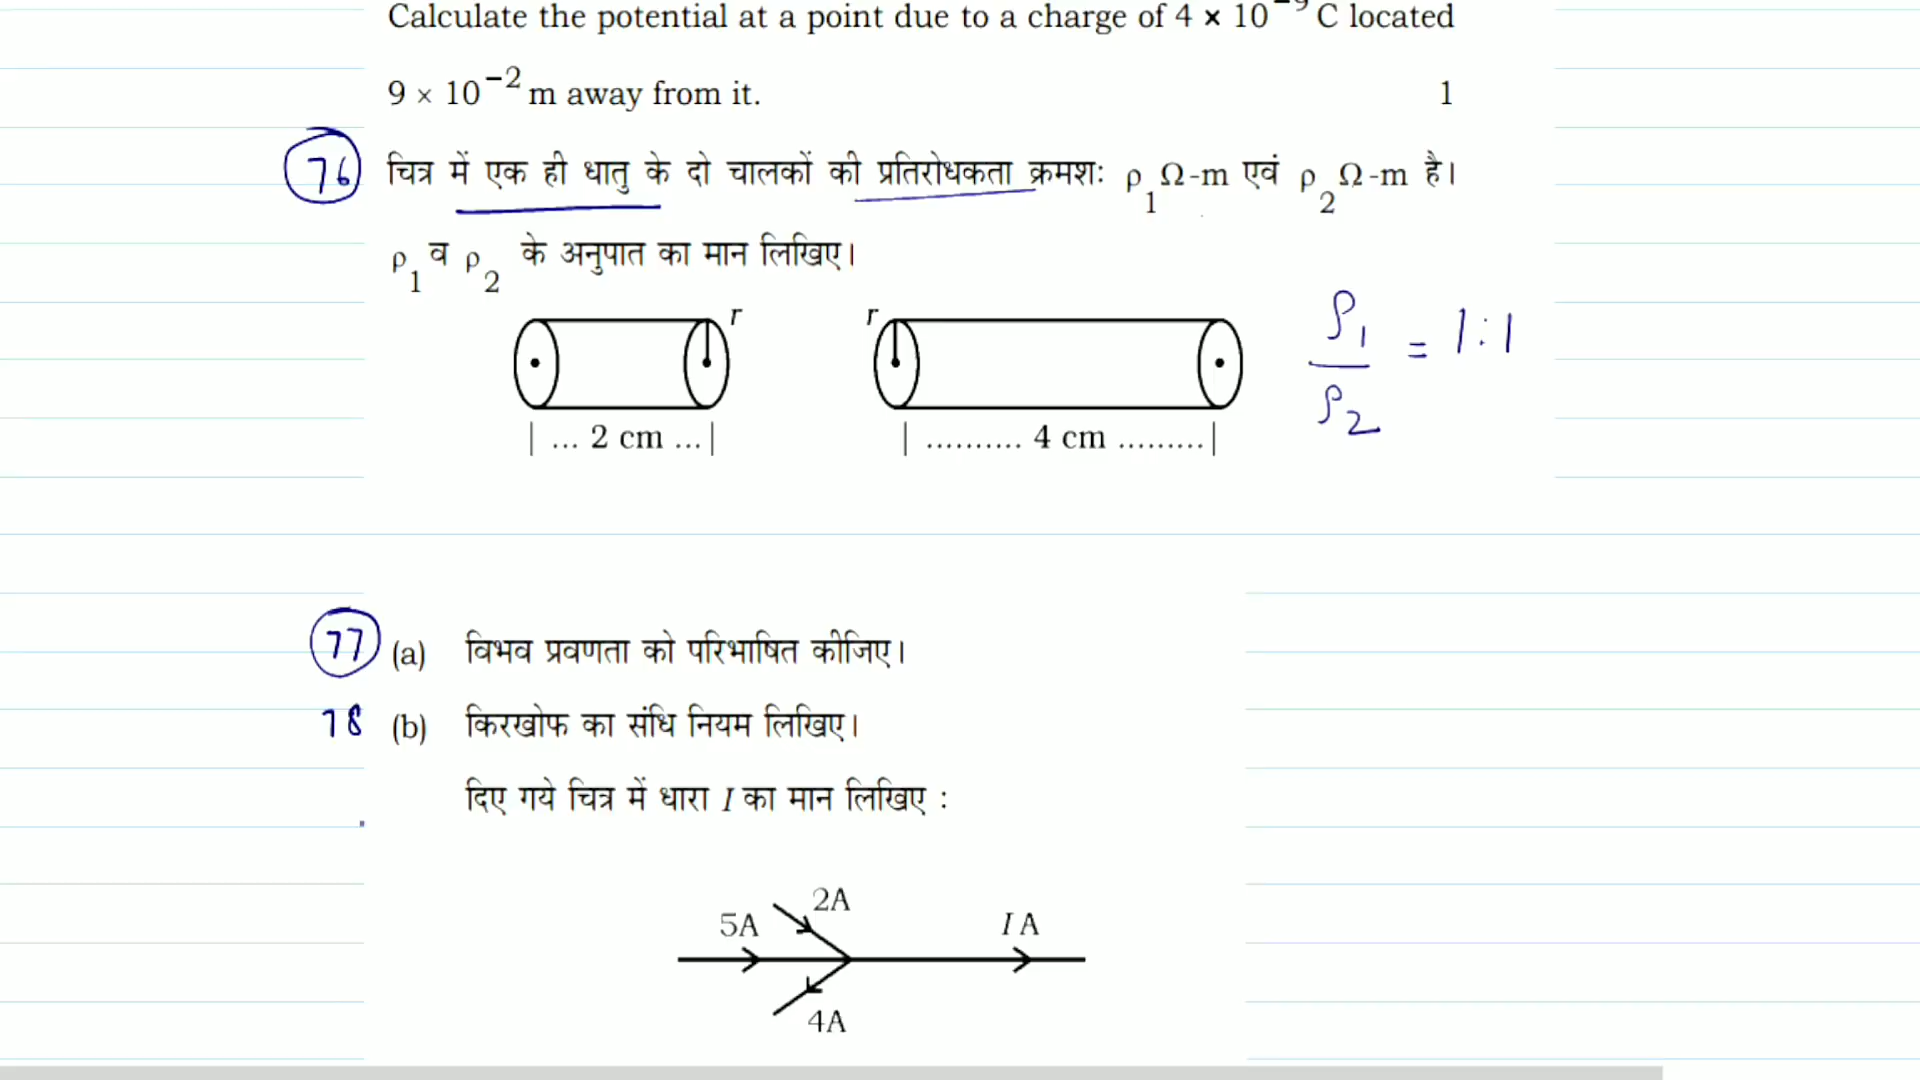 Calculate the potential at a point due to a charge of 4 × 10⁻⁹ C located
9 × 10⁻² m away from it. 1
76 चित्र में एक ही धातु के दो चालकों की प्रतिरोधकता क्रमशः ρ₁ Ω-m एवं ρ₂ Ω-m है।
ρ₁ व ρ₂ के अनुपात का मान लिखिए।
r r
ρ₁/ρ₂ = 1:1
| ... 2 cm ...| | .......... 4 cm .........|
77 (a) विभव प्रवणता को परिभाषित कीजिए।
78 (b) किरखोफ का संधि नियम लिखिए।
दिए गये चित्र में धारा I का मान लिखिए :
2A
5A I A
4A